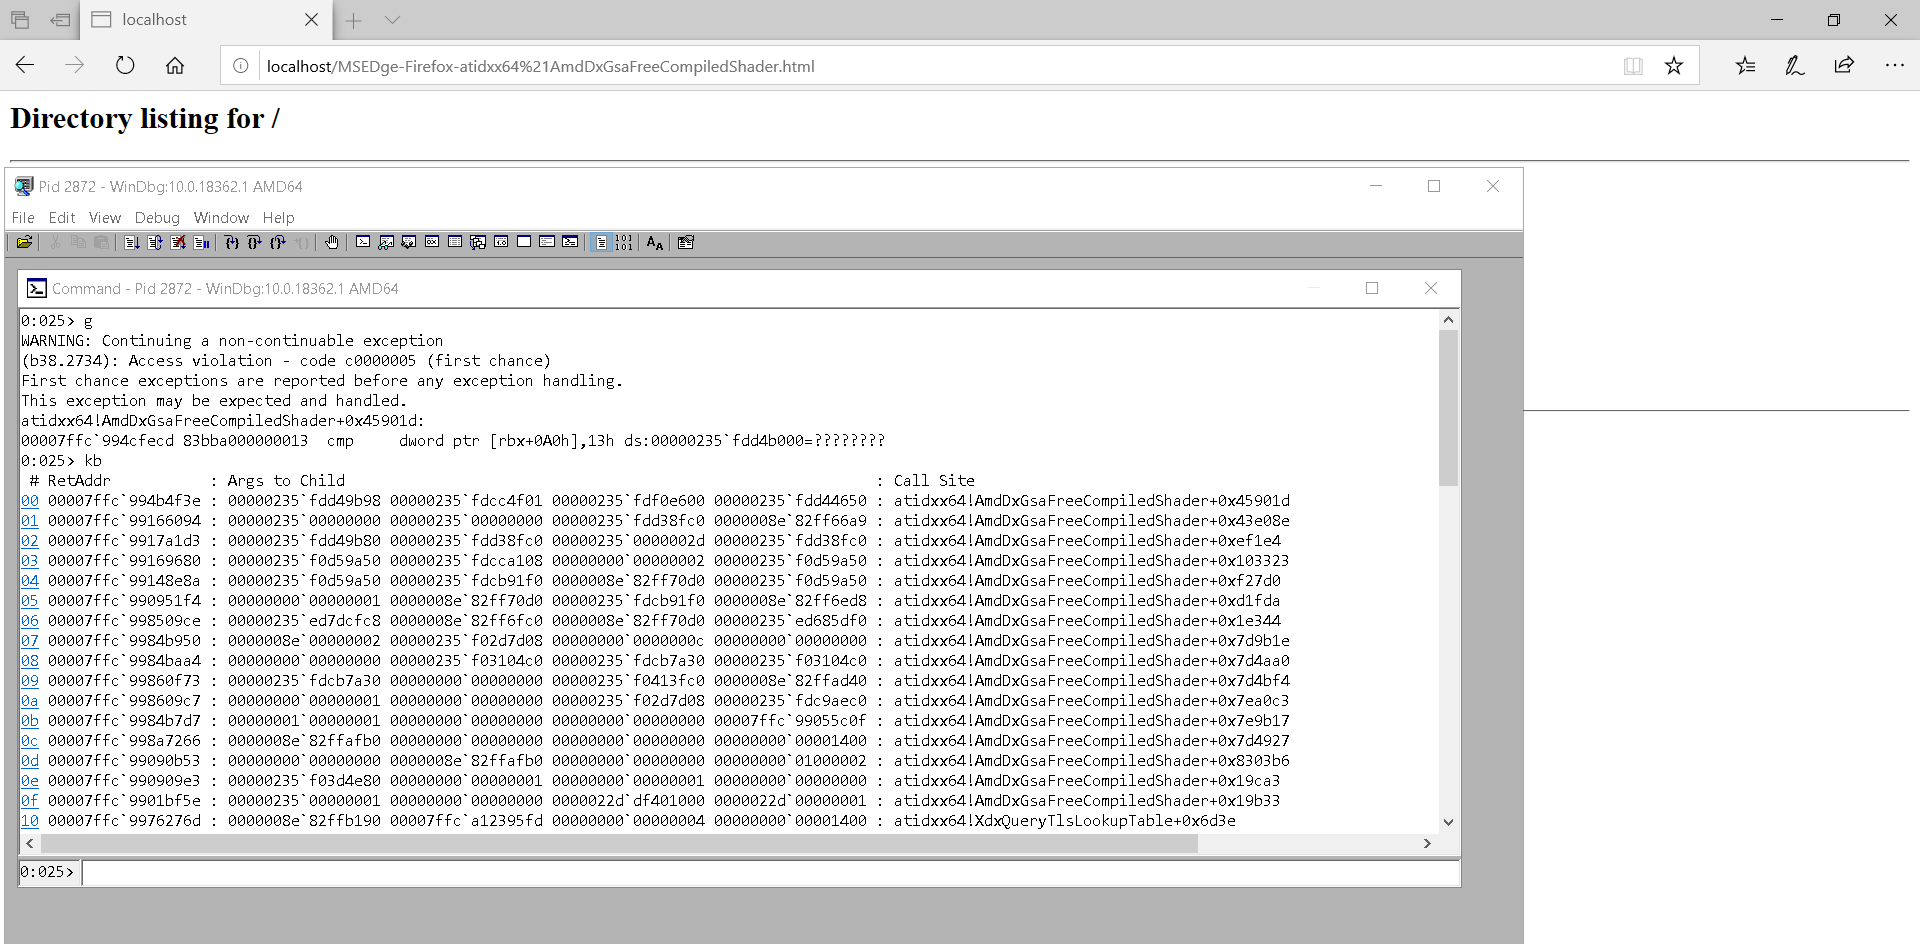 localhost
localhost/MSEDge-Firefox-atidxx64%21AmdDxGsaFreeCompiledShader.html
Directory listing for /
Pid 2872 - WinDbg:10.0.18362.1 AMD64
File Edit View Debug Window Help
Command - Pid 2872 - WinDbg:10.0.18362.1 AMD64
0:025> g
WARNING: Continuing a non-continuable exception
(b38.2734): Access violation - code c0000005 (first chance)
First chance exceptions are reported before any exception handling.
This exception may be expected and handled.
atidxx64!AmdDxGsaFreeCompiledShader+0x45901d:
00007ffc`994cfecd 83bba000000013  cmp     dword ptr [rbx+0A0h],13h ds:00000235`fdd4b000=????????
0:025> kb
 # RetAddr           : Args to Child                                                           : Call Site
00 00007ffc`994b4f3e : 00000235`fdd49b98 00000235`fdcc4f01 00000235`fdf0e600 00000235`fdd44650 : atidxx64!AmdDxGsaFreeCompiledShader+0x45901d
01 00007ffc`99166094 : 00000235`00000000 00000235`00000000 00000235`fdd38fc0 0000008e`82ff66a9 : atidxx64!AmdDxGsaFreeCompiledShader+0x43e08e
02 00007ffc`9917a1d3 : 00000235`fdd49b80 00000235`fdd38fc0 00000235`0000002d 00000235`fdd38fc0 : atidxx64!AmdDxGsaFreeCompiledShader+0xef1e4
03 00007ffc`99169680 : 00000235`f0d59a50 00000235`fdcca108 00000000`00000002 00000235`f0d59a50 : atidxx64!AmdDxGsaFreeCompiledShader+0x103323
04 00007ffc`99148e8a : 00000235`f0d59a50 00000235`fdcb91f0 0000008e`82ff70d0 00000235`f0d59a50 : atidxx64!AmdDxGsaFreeCompiledShader+0xf27d0
05 00007ffc`990951f4 : 00000000`00000001 0000008e`82ff70d0 00000235`fdcb91f0 0000008e`82ff6ed8 : atidxx64!AmdDxGsaFreeCompiledShader+0xd1fda
06 00007ffc`998509ce : 00000235`ed7dcfc8 0000008e`82ff6fc0 0000008e`82ff70d0 00000235`ed685df0 : atidxx64!AmdDxGsaFreeCompiledShader+0x1e344
07 00007ffc`9984b950 : 0000008e`00000002 00000235`f02d7d08 00000000`0000000c 00000000`00000000 : atidxx64!AmdDxGsaFreeCompiledShader+0x7d9b1e
08 00007ffc`9984baa4 : 00000000`00000000 00000235`f03104c0 00000235`fdcb7a30 00000235`f03104c0 : atidxx64!AmdDxGsaFreeCompiledShader+0x7d4aa0
09 00007ffc`99860f73 : 00000235`fdcb7a30 00000000`00000000 00000235`f0413fc0 0000008e`82ffad40 : atidxx64!AmdDxGsaFreeCompiledShader+0x7d4bf4
0a 00007ffc`998609c7 : 00000000`00000001 00000000`00000000 00000235`f02d7d08 00000235`fdc9aec0 : atidxx64!AmdDxGsaFreeCompiledShader+0x7ea0c3
0b 00007ffc`9984b7d7 : 00000001`00000001 00000000`00000000 00000000`00000000 00007ffc`99055c0f : atidxx64!AmdDxGsaFreeCompiledShader+0x7e9b17
0c 00007ffc`998a7266 : 0000008e`82ffafb0 00000000`00000000 00000000`00000000 00000000`00001400 : atidxx64!AmdDxGsaFreeCompiledShader+0x7d4927
0d 00007ffc`99090b53 : 00000000`00000000 0000008e`82ffafb0 00000000`00000000 00000000`01000002 : atidxx64!AmdDxGsaFreeCompiledShader+0x8303b6
0e 00007ffc`990909e3 : 00000235`f03d4e80 00000000`00000001 00000000`00000001 00000000`00000000 : atidxx64!AmdDxGsaFreeCompiledShader+0x19ca3
0f 00007ffc`9901bf5e : 00000235`00000001 00000000`00000000 0000022d`df401000 0000022d`00000001 : atidxx64!AmdDxGsaFreeCompiledShader+0x19b33
10 00007ffc`9976276d : 0000008e`82ffb190 00007ffc`a12395fd 00000000`00000004 00000000`00001400 : atidxx64!XdxQueryTlsLookupTable+0x6d3e
0:025>